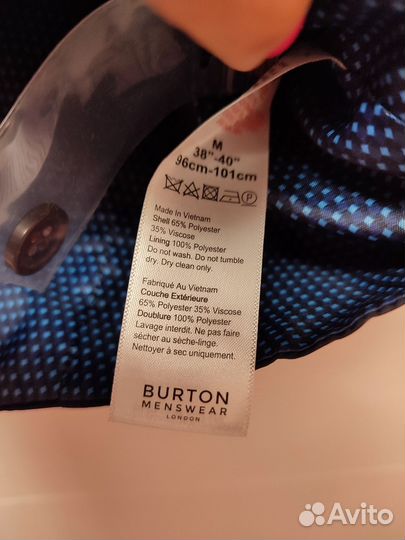 M
38"-40"
96cm-101cm
P
Made In Vietnam
Shell 65% Polyester
35% Viscose
Lining 100% Polyester
Do not wash. Do not tumble
dry. Dry clean only.
Fabriqué Au Vietnam
Couche Extérieure
65% Polyester 35% Viscose
Doublure 100% Polyester
Lavage interdit. Ne pas faire
sécher au sèche-linge.
Nettoyer à sec uniquement.
BURTON
MENSWEAR
LONDON
Avito